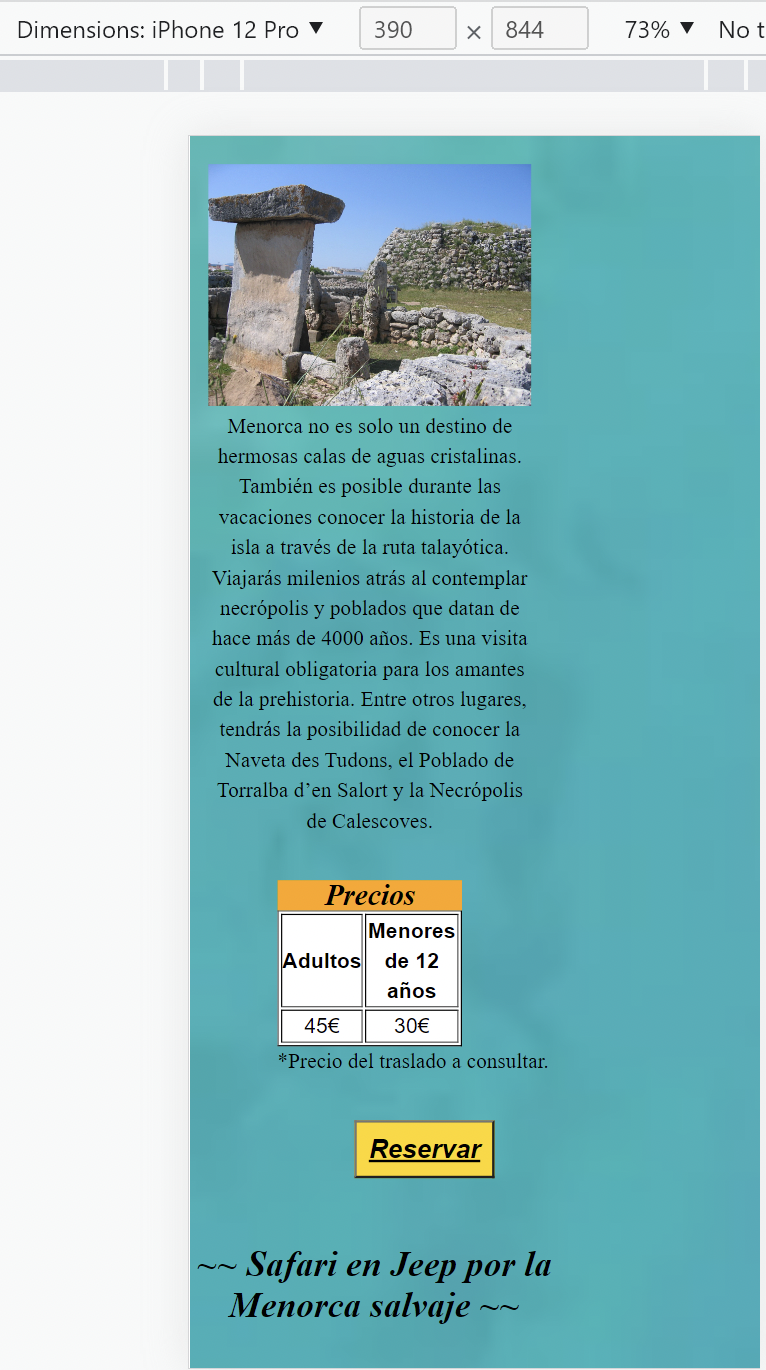 Dimensions: iPhone 12 Pro ▼ 390 × 844 73% ▼ No t
Menorca no es solo un destino de
hermosas calas de aguas cristalinas.
También es posible durante las
vacaciones conocer la historia de la
isla a través de la ruta talayótica.
Viajarás milenios atrás al contemplar
necrópolis y poblados que datan de
hace más de 4000 años. Es una visita
cultural obligatoria para los amantes
de la prehistoria. Entre otros lugares,
tendrás la posibilidad de conocer la
Naveta des Tudons, el Poblado de
Torralba d’en Salort y la Necrópolis
de Calescoves.
Precios
Adultos Menores
de 12
años
45€ 30€
*Precio del traslado a consultar.
Reservar
~~ Safari en Jeep por la
Menorca salvaje ~~